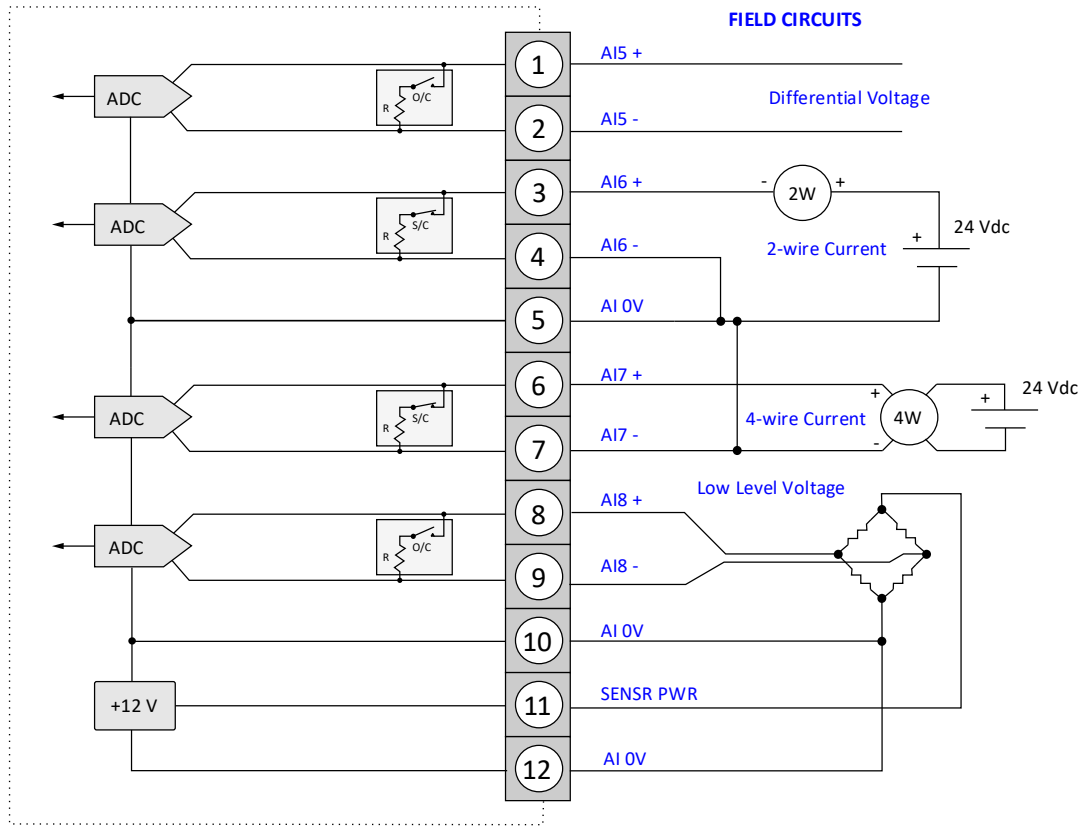 FIELD CIRCUITS
1
AI5 +
ADC
R
O/C
Differential Voltage
2
AI5 -
3
AI6 +
-
2W
+
ADC
R
S/C
24 Vdc
+
4
AI6 -
2-wire Current
5
AI 0V
6
AI7 +
+
24 Vdc
+
ADC
R
S/C
4-wire Current
4W
7
AI7 -
-
Low Level Voltage
8
AI8 +
ADC
R
O/C
9
AI8 -
10
AI 0V
+12 V
11
SENSR PWR
12
AI 0V